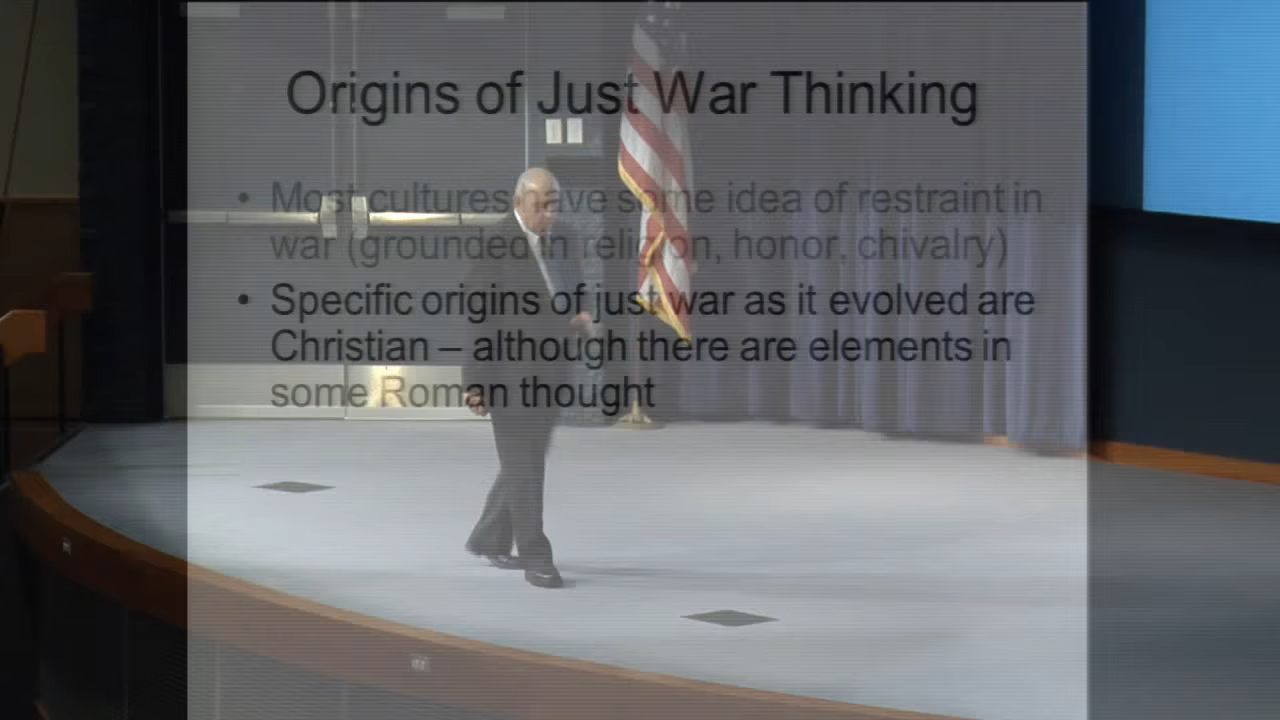 Origins of Just War Thinking
• Most cultures have some idea of restraint in
war (grounded in religion, honor, chivalry)
• Specific origins of just war as it evolved are
Christian – although there are elements in
some Roman thought